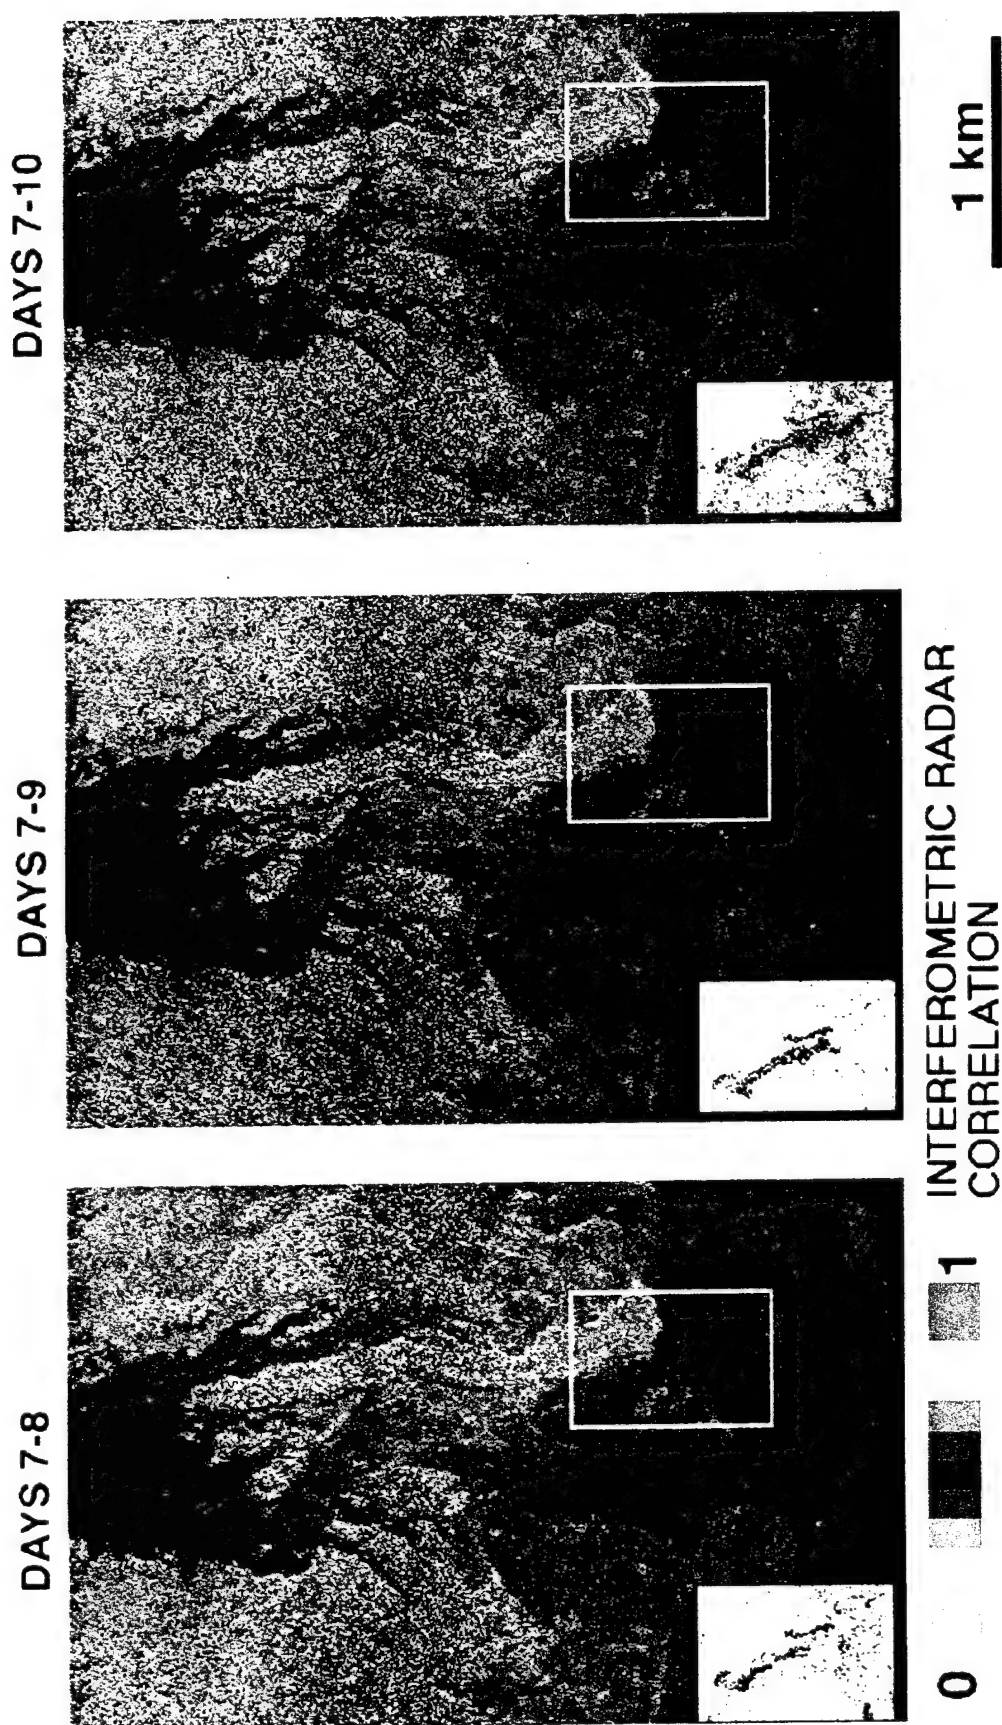 DAYS 7-8
DAYS 7-9
DAYS 7-10
0
1
INTERFEROMETRIC RADAR
CORRELATION
1 km